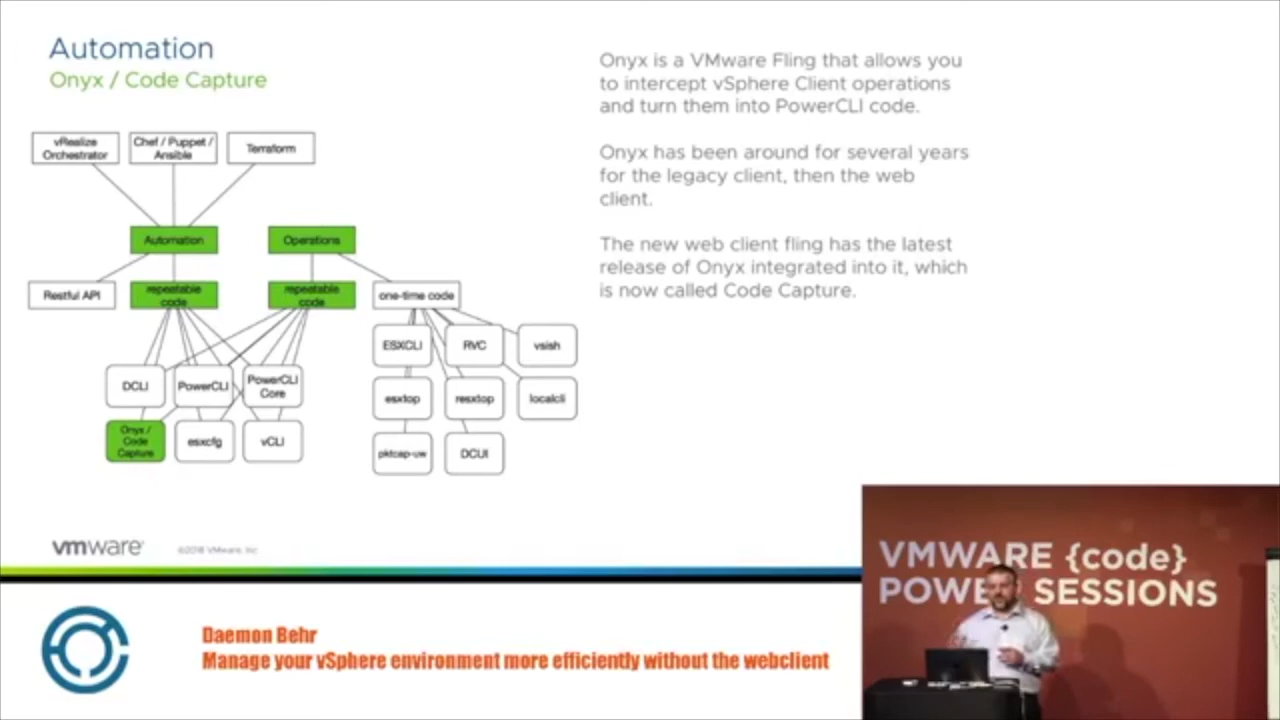 Automation
Onyx / Code Capture
Onyx is a VMware Fling that allows you
to intercept vSphere Client operations
and turn them into PowerCLI code.
Onyx has been around for several years
for the legacy client, then the web
client.
The new web client fling has the latest
release of Onyx integrated into it, which
is now called Code Capture.
vRealize
Orchestrator
Chef / Puppet /
Ansible
Terraform
Automation
Operations
Restful API
repeatable
code
repeatable
code
one-time code
ESXCLI
RVC
vsish
DCLI
PowerCLI
PowerCLI
Core
esxtop
resxtop
localcli
Onyx /
Code
Capture
esxcfg
vCLI
pktcap-uw
DCUI
vmware
©2018 VMware, Inc.
VMWARE {code}
POWER SESSIONS
Daemon Behr
Manage your vSphere environment more efficiently without the webclient